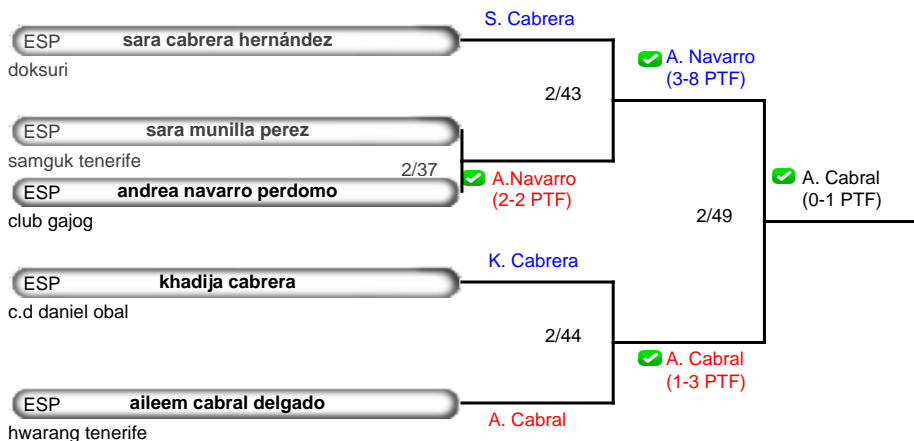 S. Cabrera
ESP sara cabrera hernández
doksuri
A. Navarro
(3-8 PTF)
2/43
ESP sara munilla perez
samguk tenerife
2/37
A.Navarro
(2-2 PTF)
ESP andrea navarro perdomo
club gajog
A. Cabral
(0-1 PTF)
2/49
K. Cabrera
ESP khadija cabrera
c.d daniel obal
2/44
A. Cabral
(1-3 PTF)
ESP aileem cabral delgado
A. Cabral
hwarang tenerife